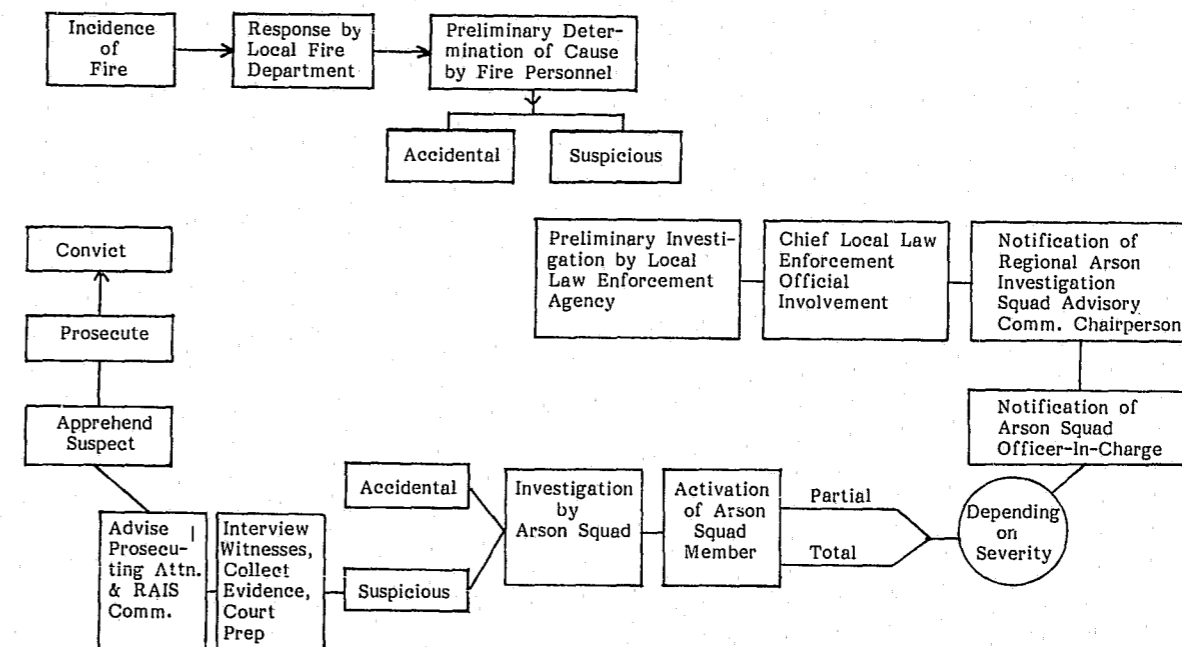 Incidence
of
Fire
Response by
Local Fire
Department
Preliminary Deter-
mination of Cause
by Fire Personnel
Accidental
Suspicious
Preliminary Investi-
gation by Local
Law Enforcement
Agency
Chief Local Law
Enforcement
Official
Involvement
Notification of
Regional Arson
Investigation
Squad Advisory
Comm. Chairperson
Notification of
Arson Squad
Officer-In-Charge
Depending
on
Severity
Partial
Total
Activation
of Arson
Squad
Member
Investigation
by
Arson Squad
Accidental
Suspicious
Interview
Witnesses,
Collect
Evidence,
Court
Prep
Advise
Prosecu-
ting Attn.
& RAIS
Comm.
Apprehend
Suspect
Prosecute
Convict